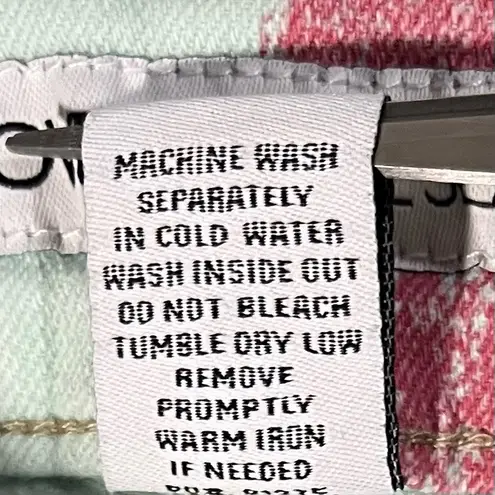 MACHINE WASH
SEPARATELY
IN COLD WATER
WASH INSIDE OUT
DO NOT BLEACH
TUMBLE DRY LOW
REMOVE
PROMPTLY
WARM IRON
IF NEEDED